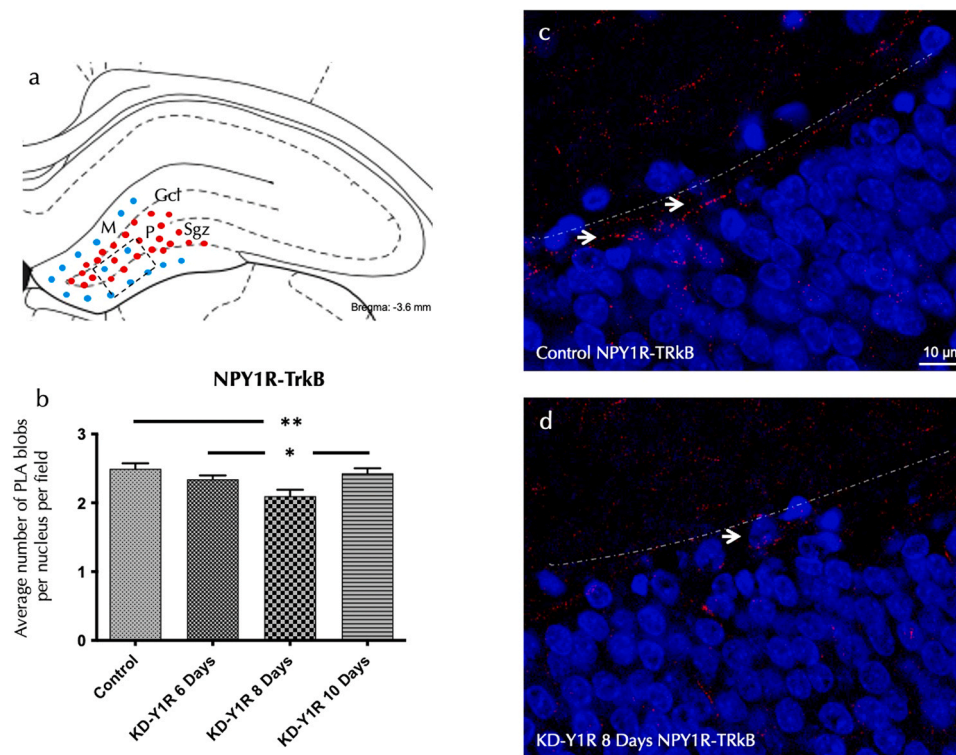 a
Gcl
M
P
Sgz
Bregma: -3.6 mm
NPY1R-TrkB
b
**
*
3
2
1
0
Average number of PLA blobs
per nucleus per field
Control
KD-Y1R 6 Days
KD-Y1R 8 Days
KD-Y1R 10 Days
c
Control NPY1R-TRkB
10 µm
d
KD-Y1R 8 Days NPY1R-TRkB